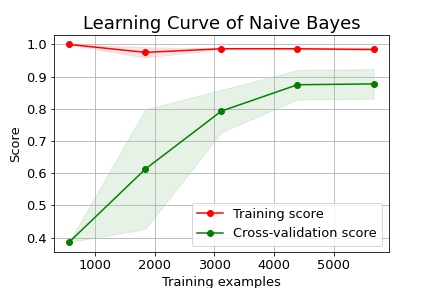 Learning Curve of Naive Bayes
1.0
0.9
0.8
0.7
0.6
0.5
0.4
Score
Training score
Cross-validation score
1000 2000 3000 4000 5000
Training examples